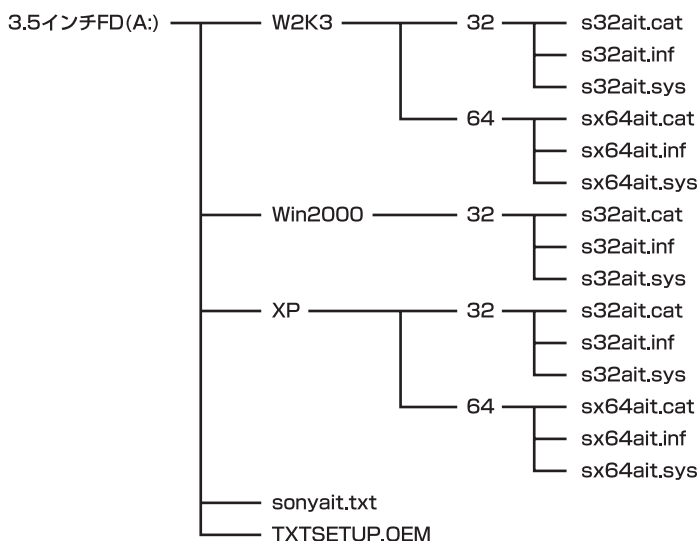 3.5インチFD(A:) W2K3 32 s32ait.cat
s32ait.inf
s32ait.sys
64 sx64ait.cat
sx64ait.inf
sx64ait.sys
Win2000 32 s32ait.cat
s32ait.inf
s32ait.sys
XP 32 s32ait.cat
s32ait.inf
s32ait.sys
64 sx64ait.cat
sx64ait.inf
sx64ait.sys
sonyait.txt
TXTSETUP.OEM